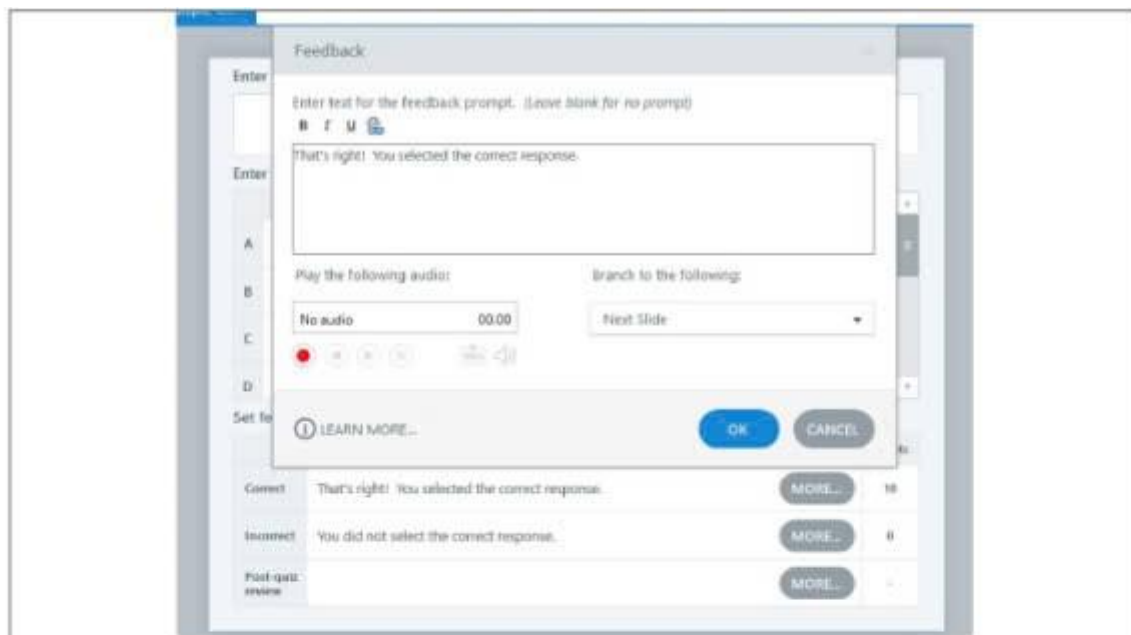 Feedback
Enter
Enter text for the feedback prompt. (Leave blank for no prompt)
B I U
That's right! You selected the correct response.
Enter
A
B
C
D
Play the following audio: Branch to the following:
No audio 00.00 Next Slide
Set fe
LEARN MORE... OK CANCEL
Correct That's right! You selected the correct response. MORE... 10
Incorrect You did not select the correct response. MORE... 0
Post-quiz review MORE... -